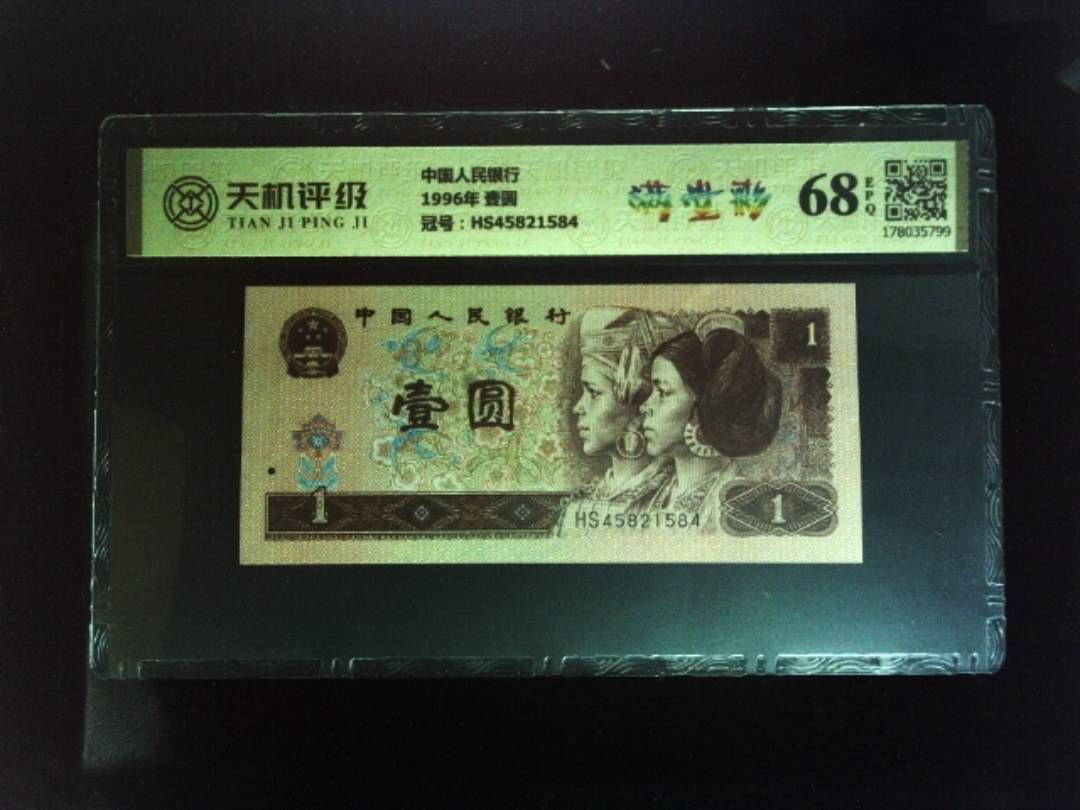 天机评级
TIAN JI PING JI
中国人民银行
1996年 壹圆
冠号：HS45821584
满堂彩
68
EPQ
178035799
中国人民银行
1
壹圆
1
HS45821584
1